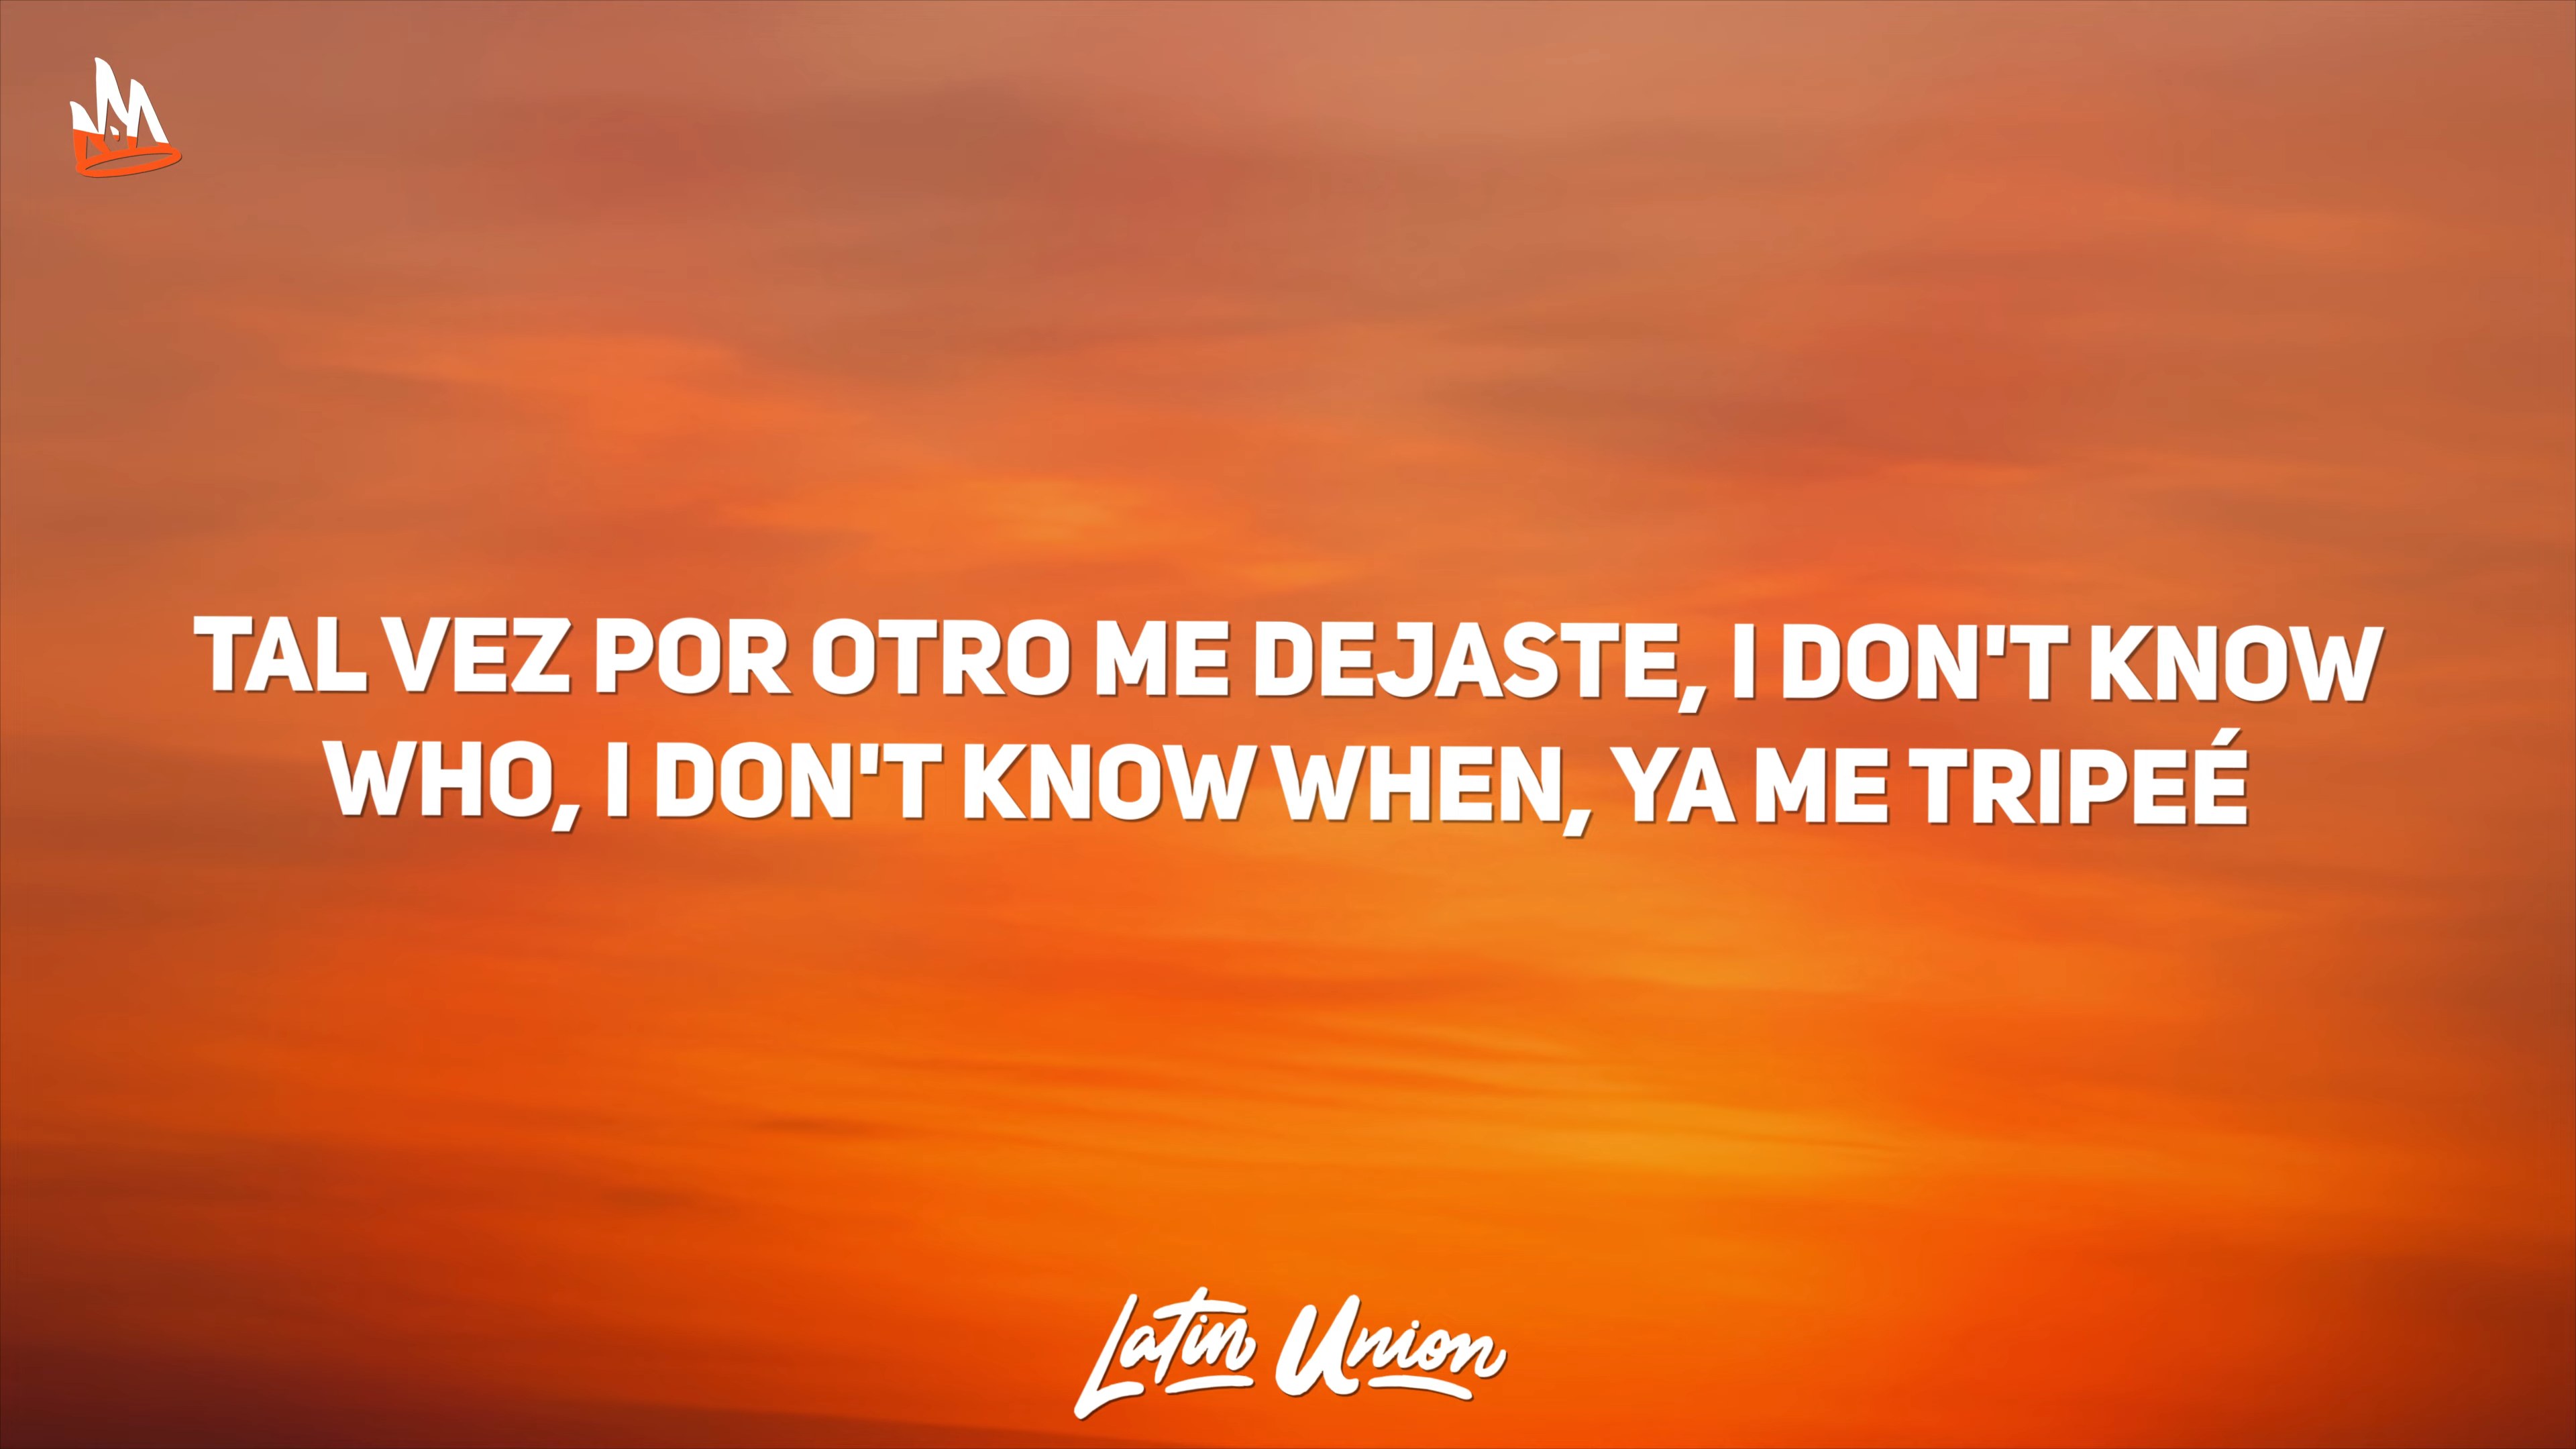 TAL VEZ POR OTRO ME DEJASTE, I DON'T KNOW
WHO, I DON'T KNOW WHEN, YA ME TRIPEÉ
Latin Union